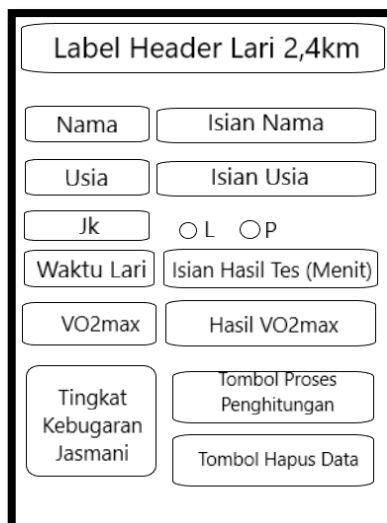 Label Header Lari 2,4km
Nama
Isian Nama
Usia
Isian Usia
Jk
L
P
Waktu Lari
Isian Hasil Tes (Menit)
VO2max
Hasil VO2max
Tingkat
Kebugaran
Jasmani
Tombol Proses
Penghitungan
Tombol Hapus Data